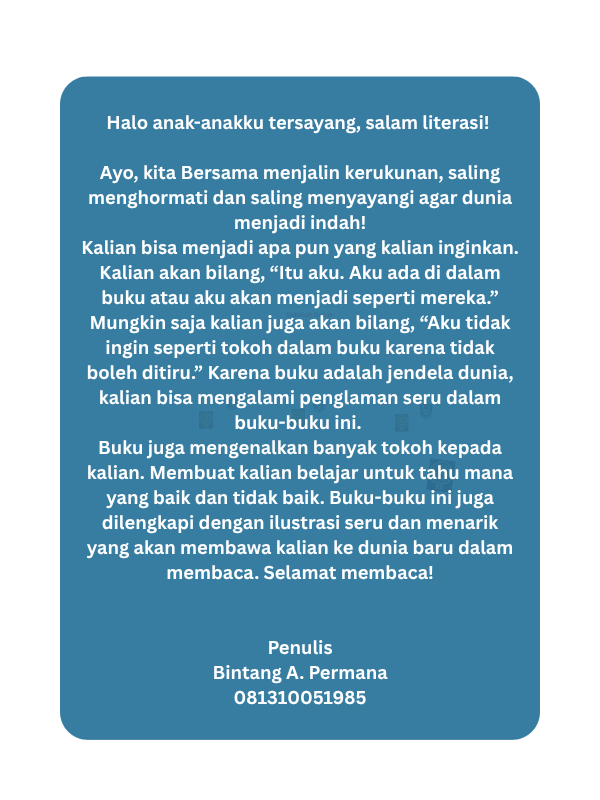 Halo anak-anakku tersayang, salam literasi!
Ayo, kita Bersama menjalin kerukunan, saling
menghormati dan saling menyayangi agar dunia
menjadi indah!
Kalian bisa menjadi apa pun yang kalian inginkan.
Kalian akan bilang, “Itu aku. Aku ada di dalam
buku atau aku akan menjadi seperti mereka.”
Mungkin saja kalian juga akan bilang, “Aku tidak
ingin seperti tokoh dalam buku karena tidak
boleh ditiru.” Karena buku adalah jendela dunia,
kalian bisa mengalami penglaman seru dalam
buku-buku ini.
Buku juga mengenalkan banyak tokoh kepada
kalian. Membuat kalian belajar untuk tahu mana
yang baik dan tidak baik. Buku-buku ini juga
dilengkapi dengan ilustrasi seru dan menarik
yang akan membawa kalian ke dunia baru dalam
membaca. Selamat membaca!
Penulis
Bintang A. Permana
081310051985